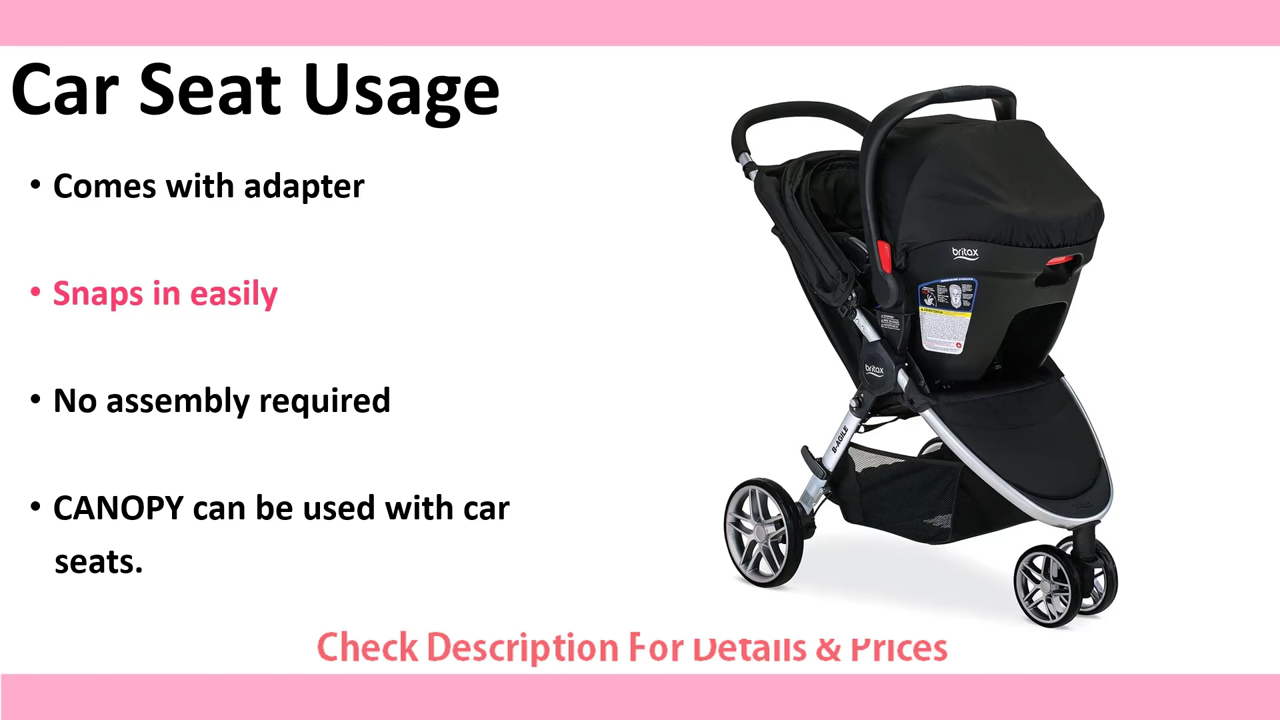 Car Seat Usage
• Comes with adapter
• Snaps in easily
• No assembly required
• CANOPY can be used with car
seats.
britax
britax
B-AGILE
Check Description For Details & Prices